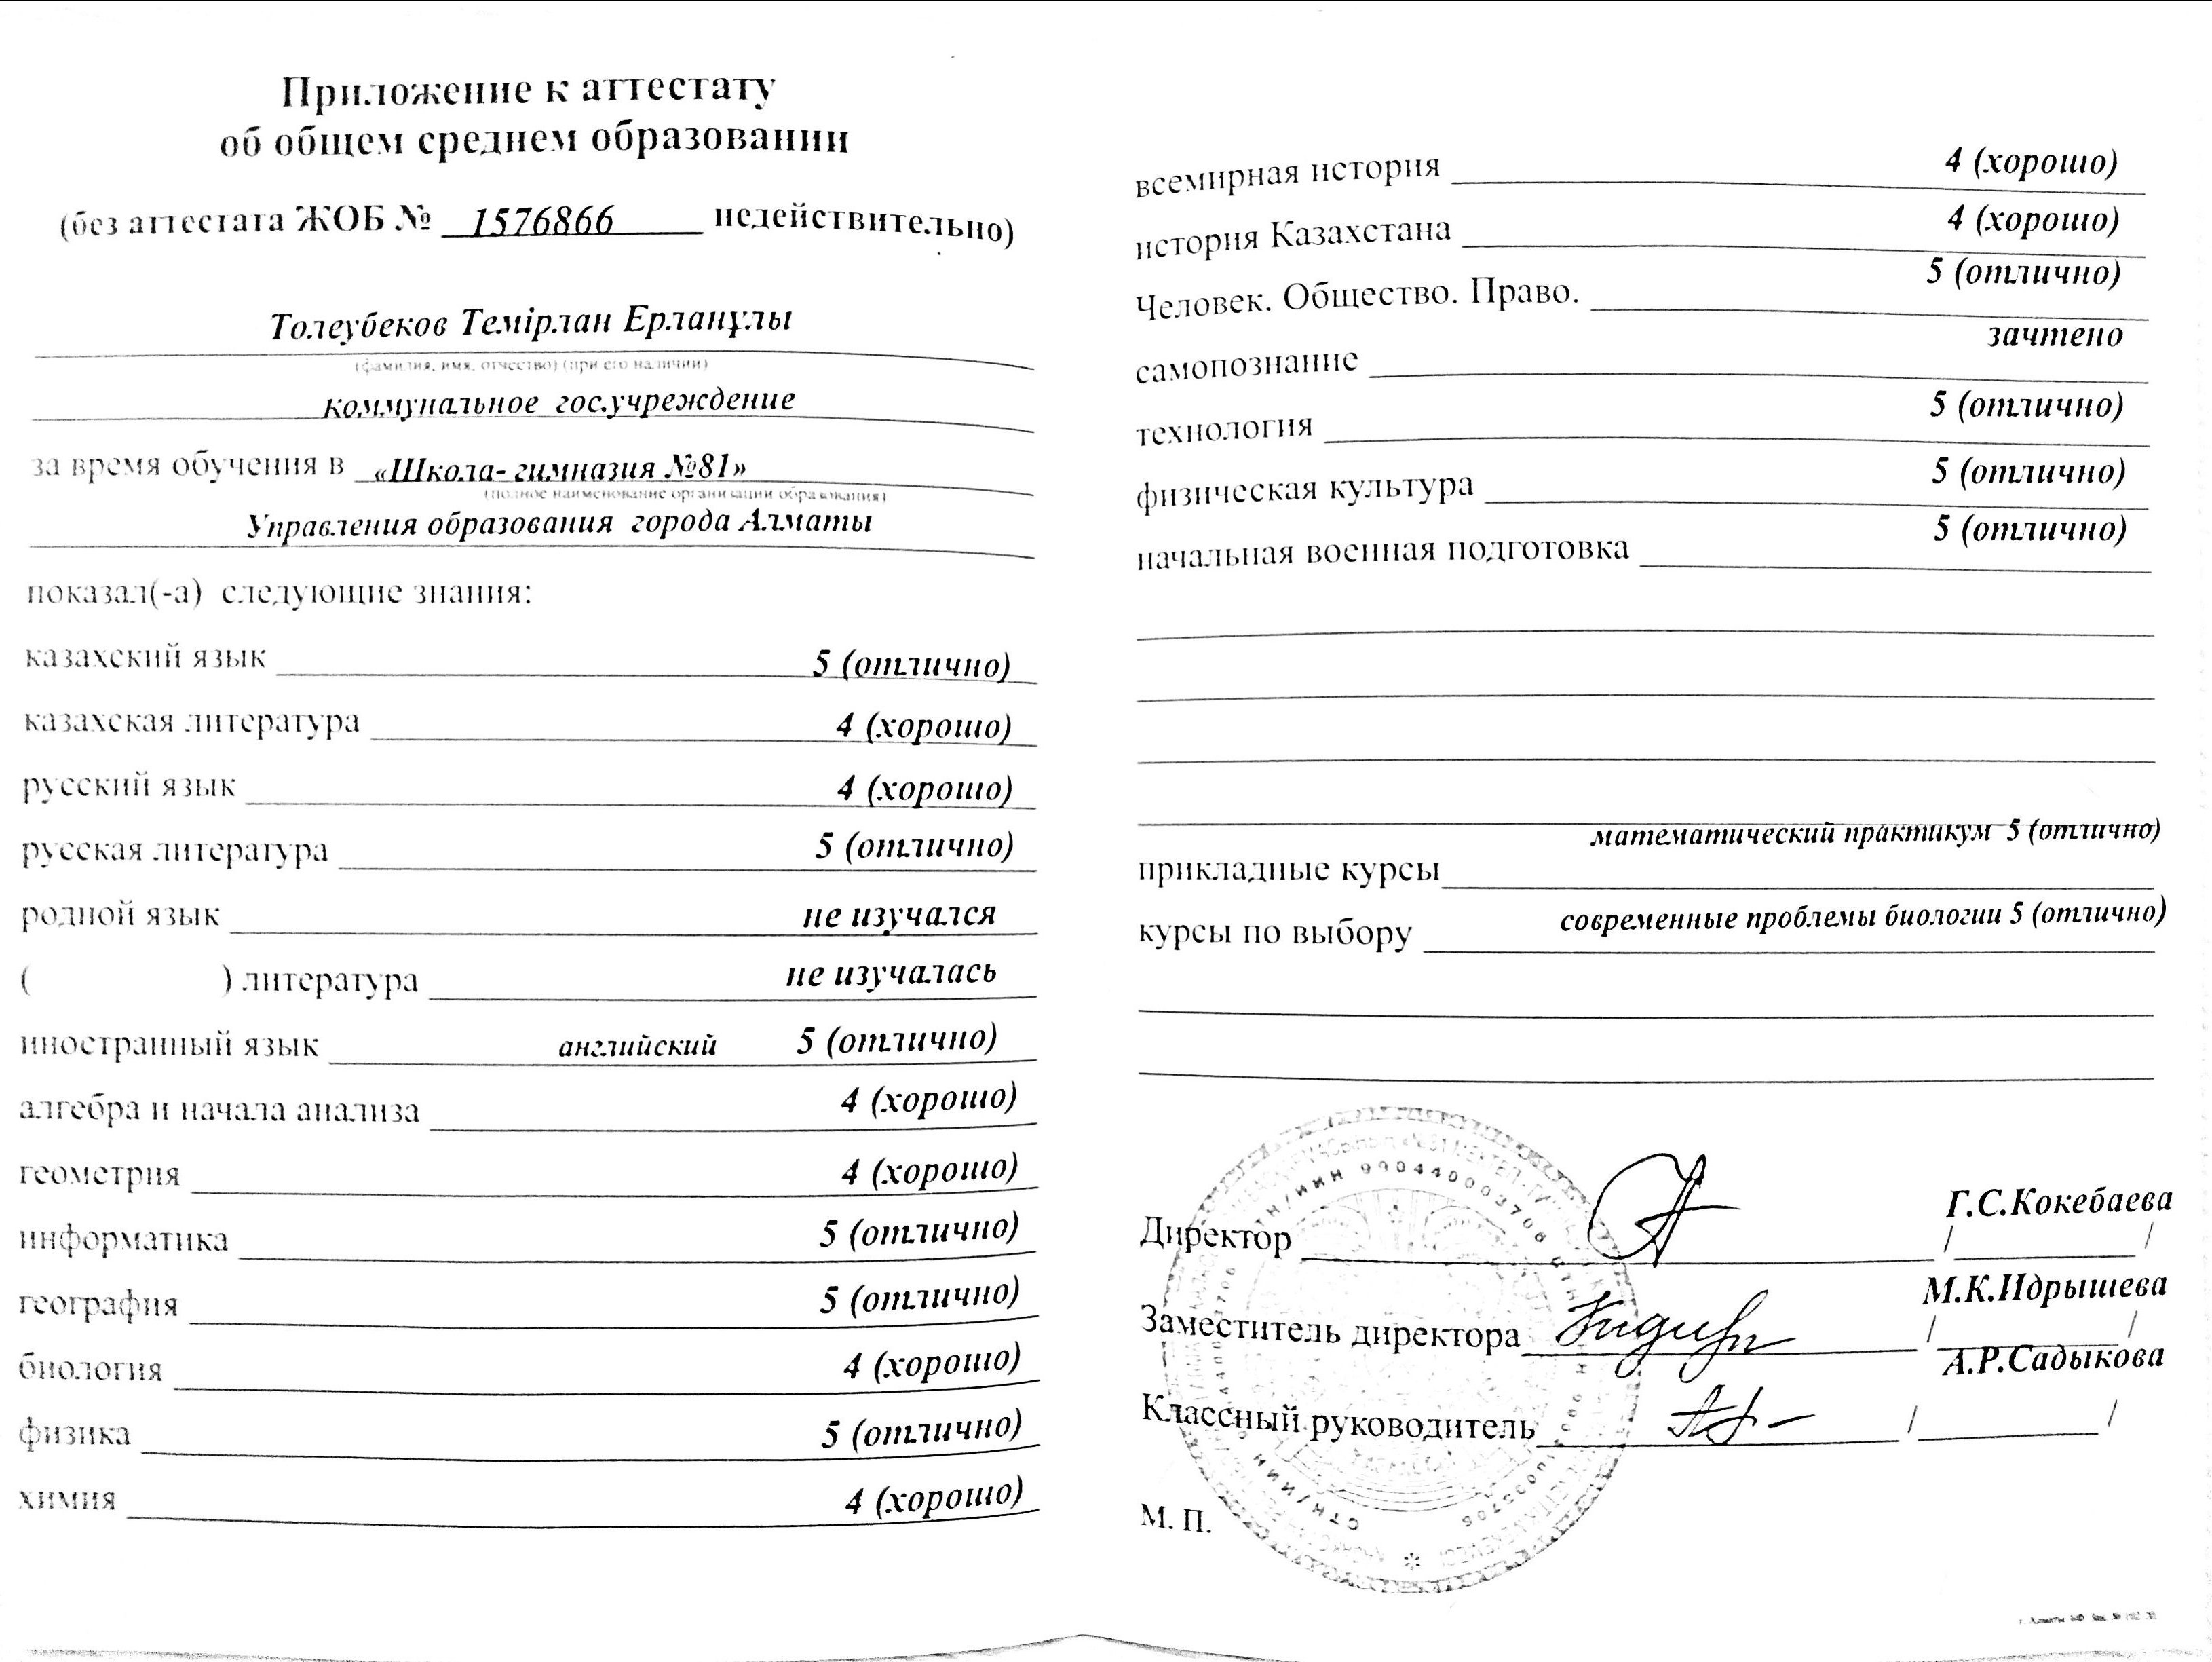 Приложение к аттестату
об общем среднем образовании
(без аттестата ЖОБ № 1576866 недействительно)
Толеубеков Темірлан Ерланұлы
(фамилия, имя, отчество) (при его наличии)
коммунальное гос.учреждение
за время обучения в «Школа- гимназия №81»
(полное наименование организации образования)
Управления образования города Алматы
показал(-а) следующие знания:
казахский язык 5 (отлично)
казахская литература 4 (хорошо)
русский язык 4 (хорошо)
русская литература 5 (отлично)
родной язык не изучался
( ) литература не изучалась
иностранный язык английский 5 (отлично)
алгебра и начала анализа 4 (хорошо)
геометрия 4 (хорошо)
информатика 5 (отлично)
география 5 (отлично)
биология 4 (хорошо)
физика 5 (отлично)
химия 4 (хорошо)
всемирная история 4 (хорошо)
история Казахстана 4 (хорошо)
Человек. Общество. Право. 5 (отлично)
самопознание зачтено
технология 5 (отлично)
физическая культура 5 (отлично)
начальная военная подготовка 5 (отлично)
математический практикум 5 (отлично)
прикладные курсы
курсы по выбору современные проблемы биологии 5 (отлично)
Г.С.Кокебаева
Директор / /
М.К.Идрышева
Заместитель директора / /
А.Р.Садыкова
Классный руководитель / /
М. П.